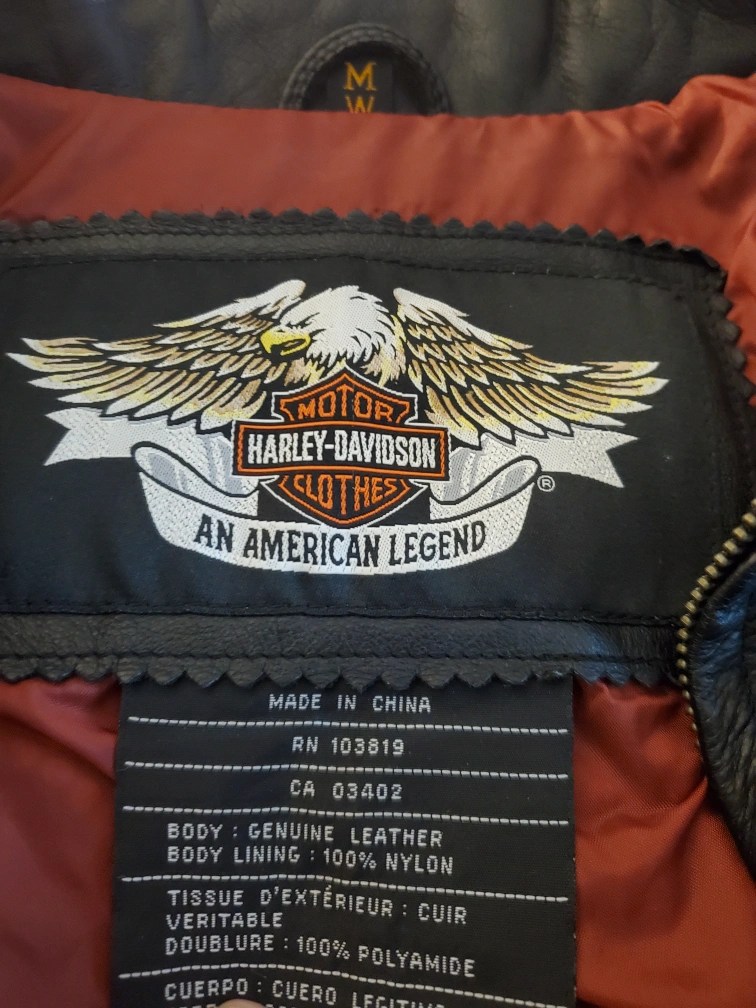 M
W
MOTOR
HARLEY-DAVIDSON
CLOTHES
®
AN AMERICAN LEGEND
MADE IN CHINA
RN 103819
CA 03402
BODY : GENUINE LEATHER
BODY LINING : 100% NYLON
TISSUE D'EXTÉRIEUR : CUIR
VERITABLE
DOUBLURE : 100% POLYAMIDE
CUERPO : CUERO